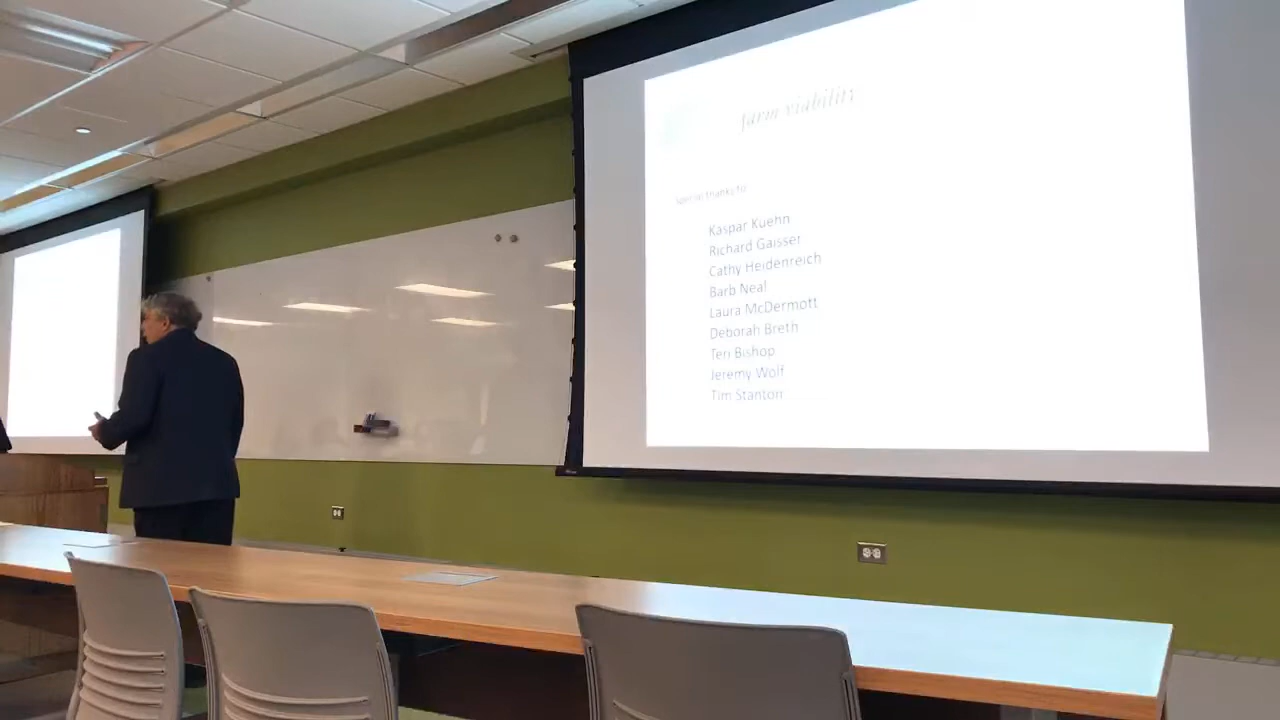 farm viability
special thanks to:
Kaspar Kuehn
Richard Gaisser
Cathy Heidenreich
Barb Neal
Laura McDermott
Deborah Breth
Teri Bishop
Jeremy Wolf
Tim Stanton